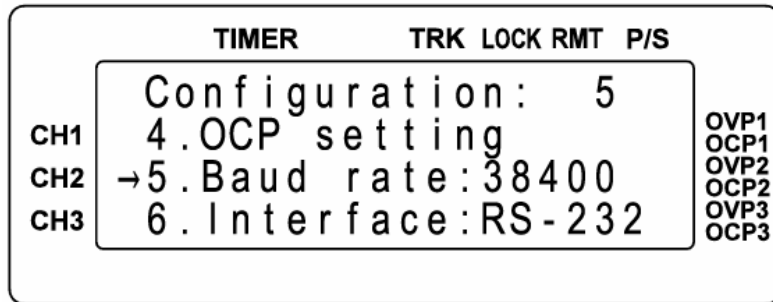 TIMER TRK LOCK RMT P/S
Configuration: 5
CH1 4.OCP setting OVP1
OCP1
CH2 →5.Baud rate:38400 OVP2
OCP2
CH3 6.Interface:RS-232 OVP3
OCP3